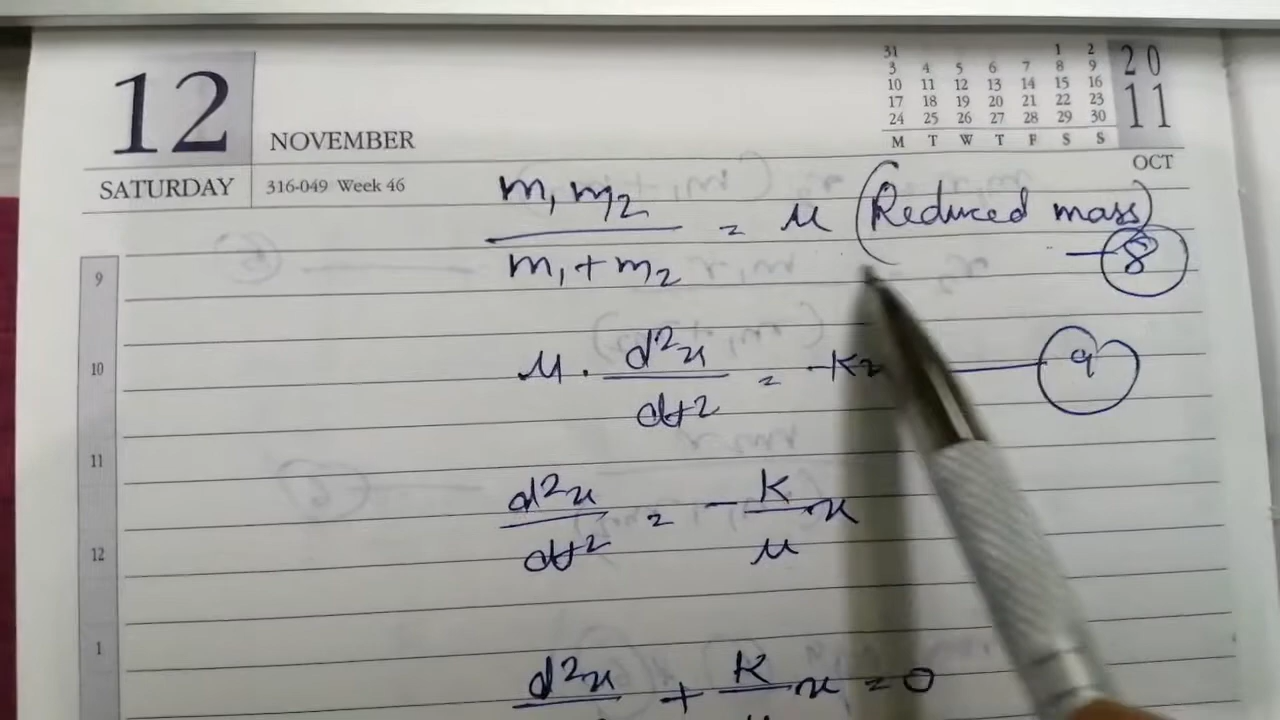 31 1 2
3 4 5 6 7 8 9
10 11 12 13 14 15 16
17 18 19 20 21 22 23
24 25 26 27 28 29 30
M T W T F S S
20
11
OCT
12
NOVEMBER
SATURDAY 316-049 Week 46
m₁m₂ / m₁+m₂ = μ (Reduced mass) — 8
9
10 μ · d²x/dt² = -Kx — 9
11
d²x/dt² = -K/μ x
12
1
d²x + K/μ x = 0